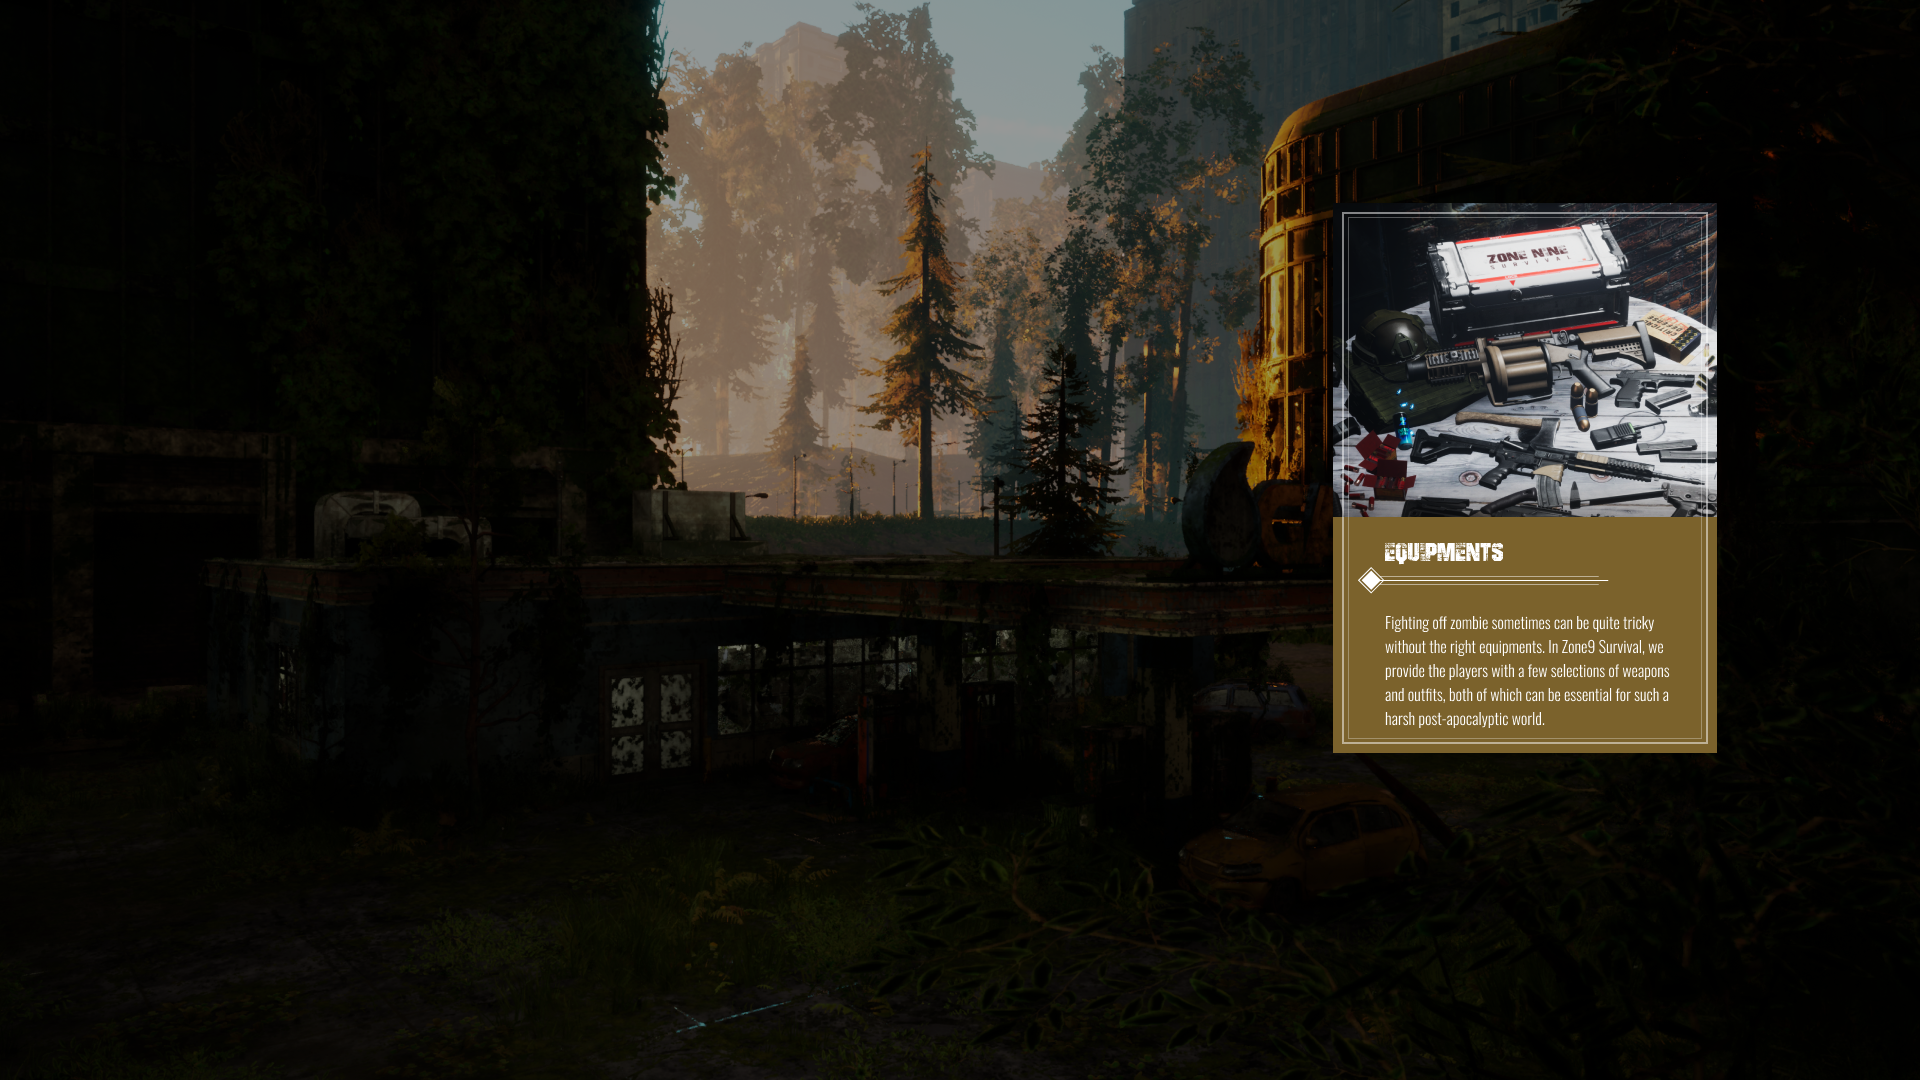 ZONE NINE
SURVIVAL
EQUIPMENTS
Fighting off zombie sometimes can be quite tricky
without the right equipments. In Zone9 Survival, we
provide the players with a few selections of weapons
and outfits, both of which can be essential for such a
harsh post-apocalyptic world.